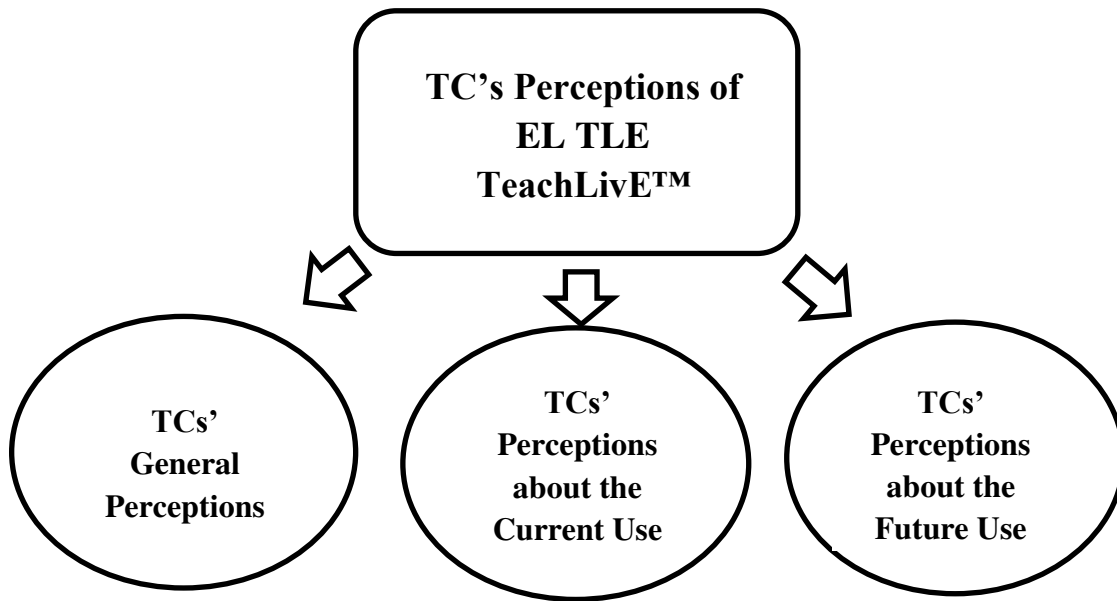 TC’s Perceptions of
EL TLE
TeachLivE™
TCs’
General
Perceptions
TCs’
Perceptions
about the
Current Use
TCs’
Perceptions
about the
Future Use